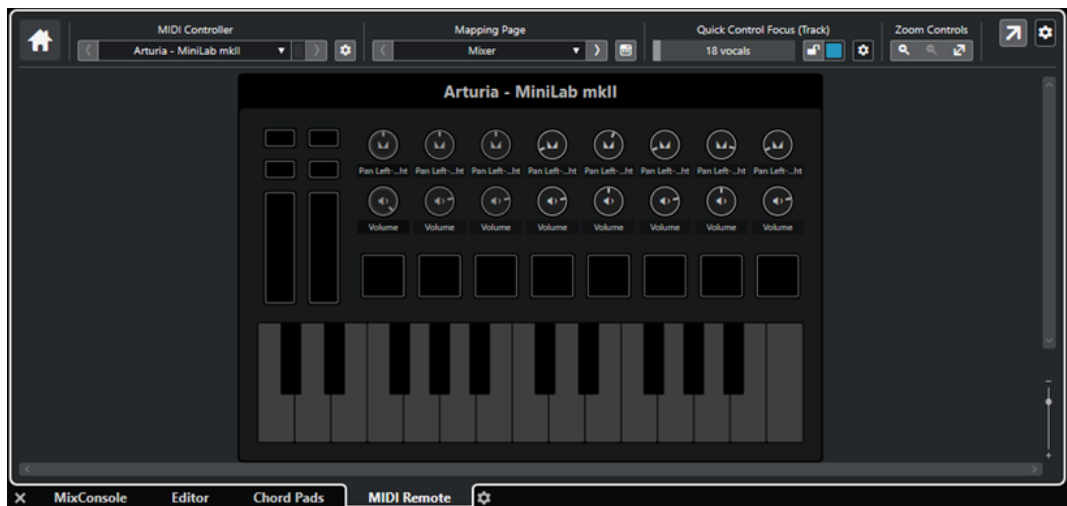 MIDI Controller
Mapping Page
Quick Control Focus (Track)
Zoom Controls
Arturia - MiniLab mkII
Mixer
18 vocals
Arturia - MiniLab mkII
Pan Left-...ht Pan Left-...ht Pan Left-...ht Pan Left-...ht Pan Left-...ht Pan Left-...ht Pan Left-...ht Pan Left-...ht
Volume Volume Volume Volume Volume Volume Volume Volume
MixConsole Editor Chord Pads MIDI Remote